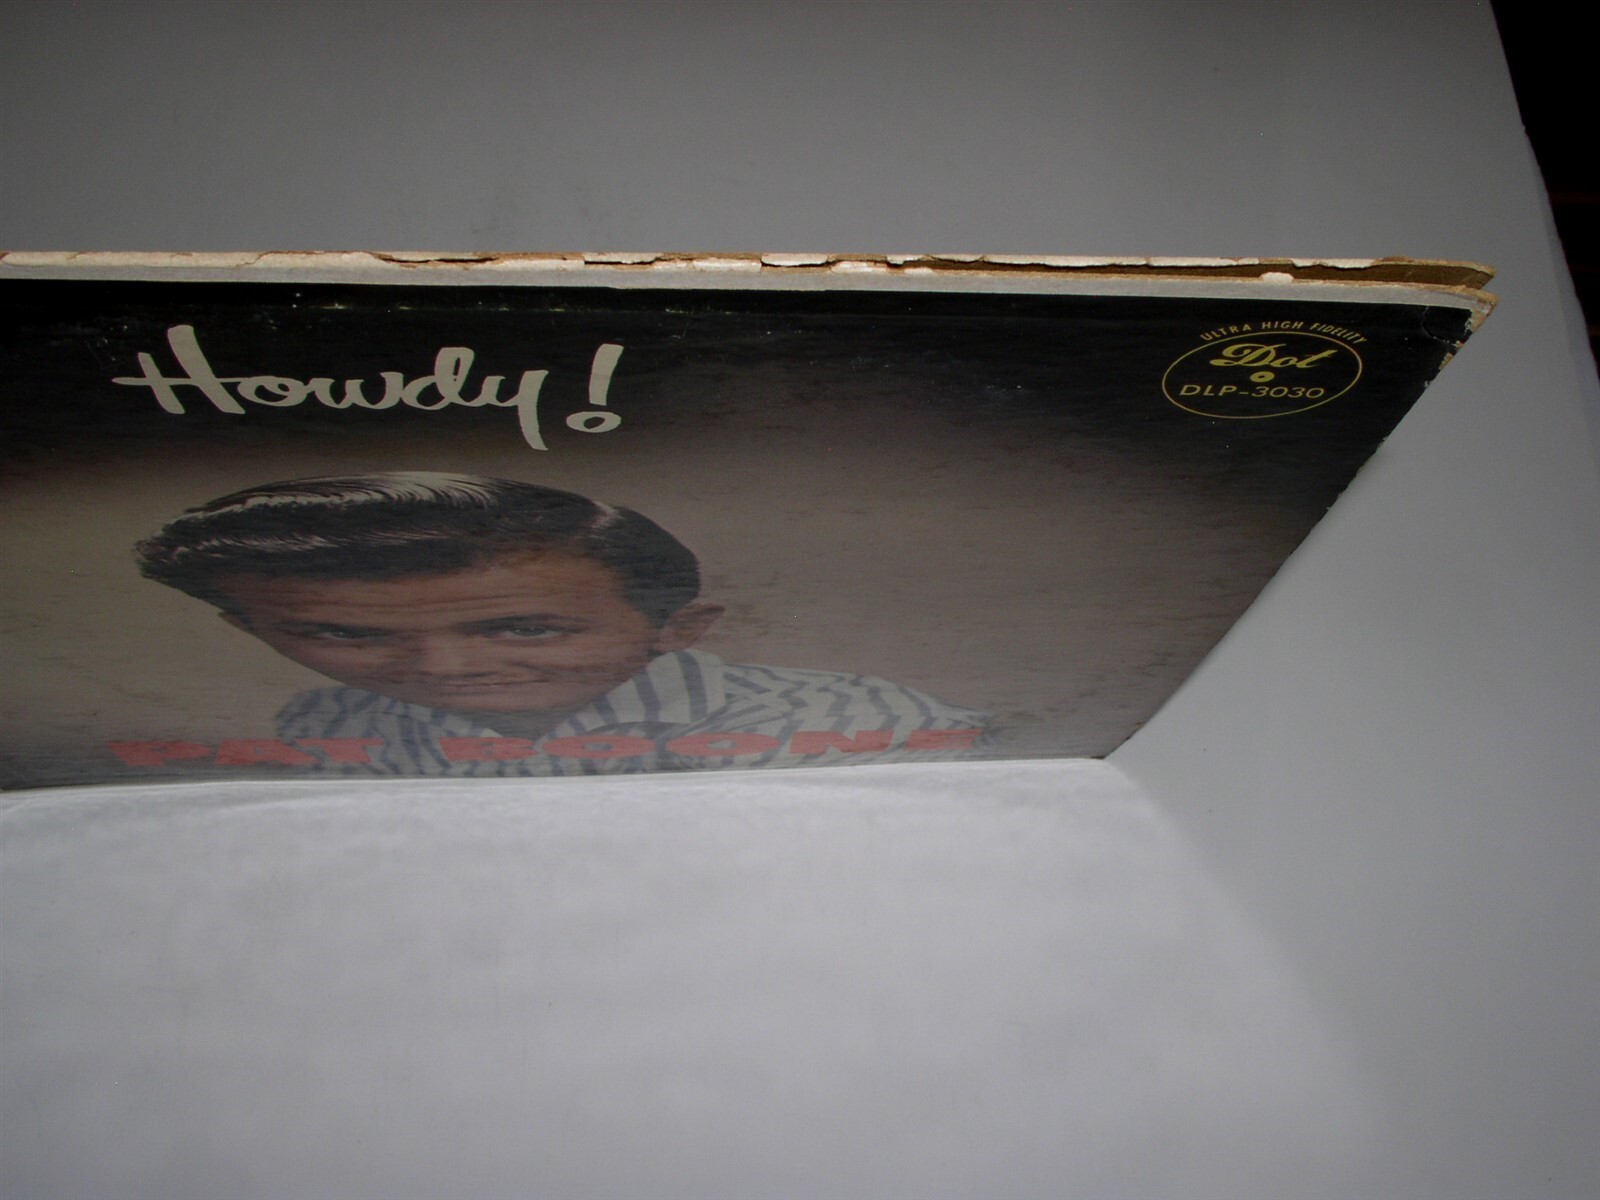 Howdy!
ULTRA HIGH FIDELITY
Dot
DLP-3030
PAT BOONE